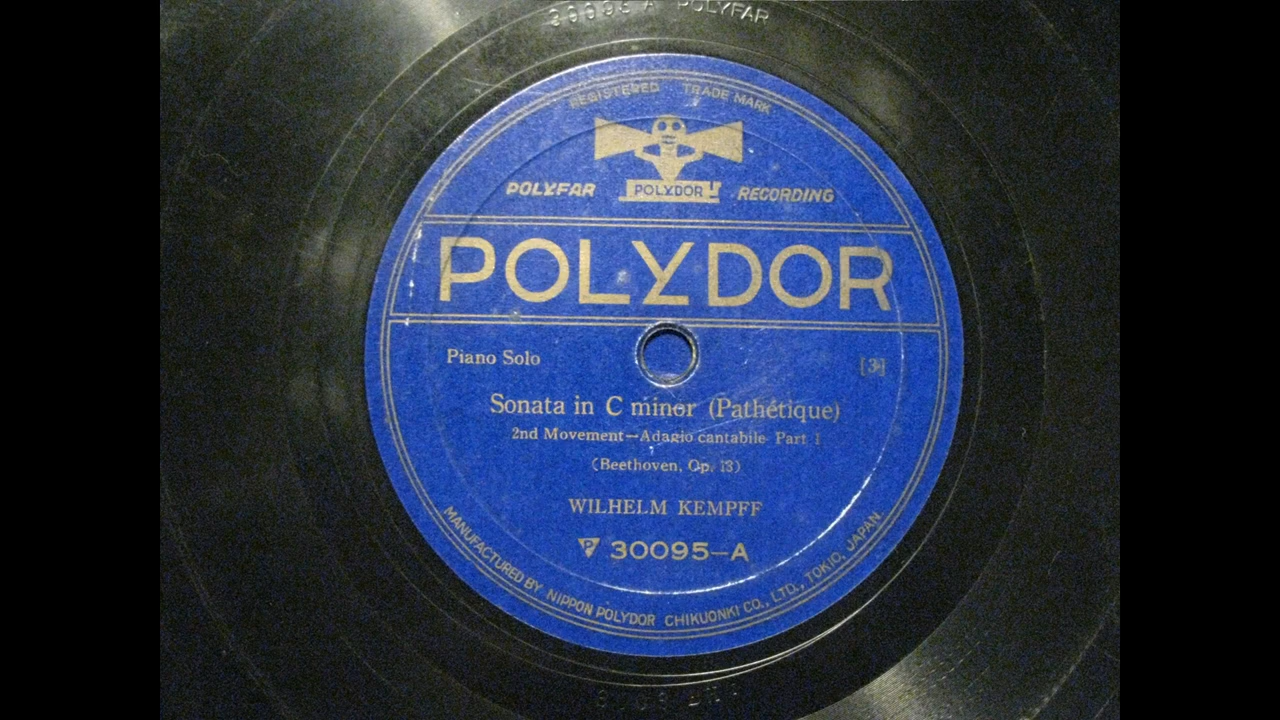 30095 A POLYFAR
REGISTERED TRADE MARK
POLYFAR POLYDOR RECORDING
POLYDOR
Piano Solo [3]
Sonata in C minor (Pathétique)
2nd Movement—Adagio cantabile Part 1
(Beethoven, Op. 13)
WILHELM KEMPFF
P 30095—A
MANUFACTURED BY NIPPON POLYDOR CHIKUONKI CO., LTD., TOKIO, JAPAN.